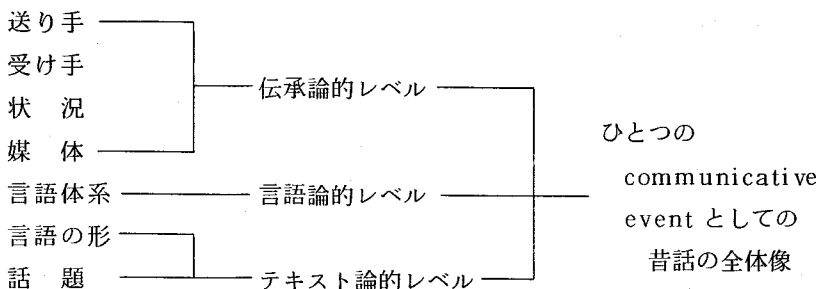 送り手
受け手
状　況
媒　体
言語体系
言語の形
話　題
伝承論的レベル
言語論的レベル
テキスト論的レベル
ひとつの
communicative
event としての
昔話の全体像